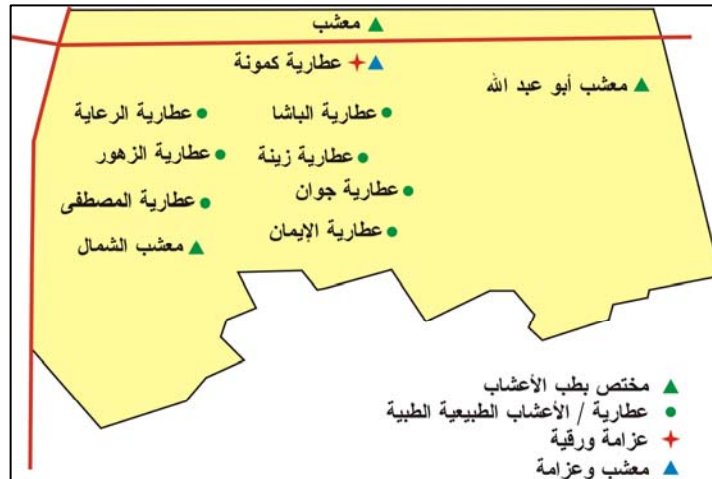 معشب
عطارية كمونة
معشب أبو عبد الله
عطارية الباشا
عطارية الرعاية
عطارية زينة
عطارية الزهور
عطارية جوان
عطارية المصطفى
عطارية الإيمان
معشب الشمال
مختص بطب الأعشاب
عطارية / الأعشاب الطبيعية الطبية
عزامة ورقية
معشب وعزامة